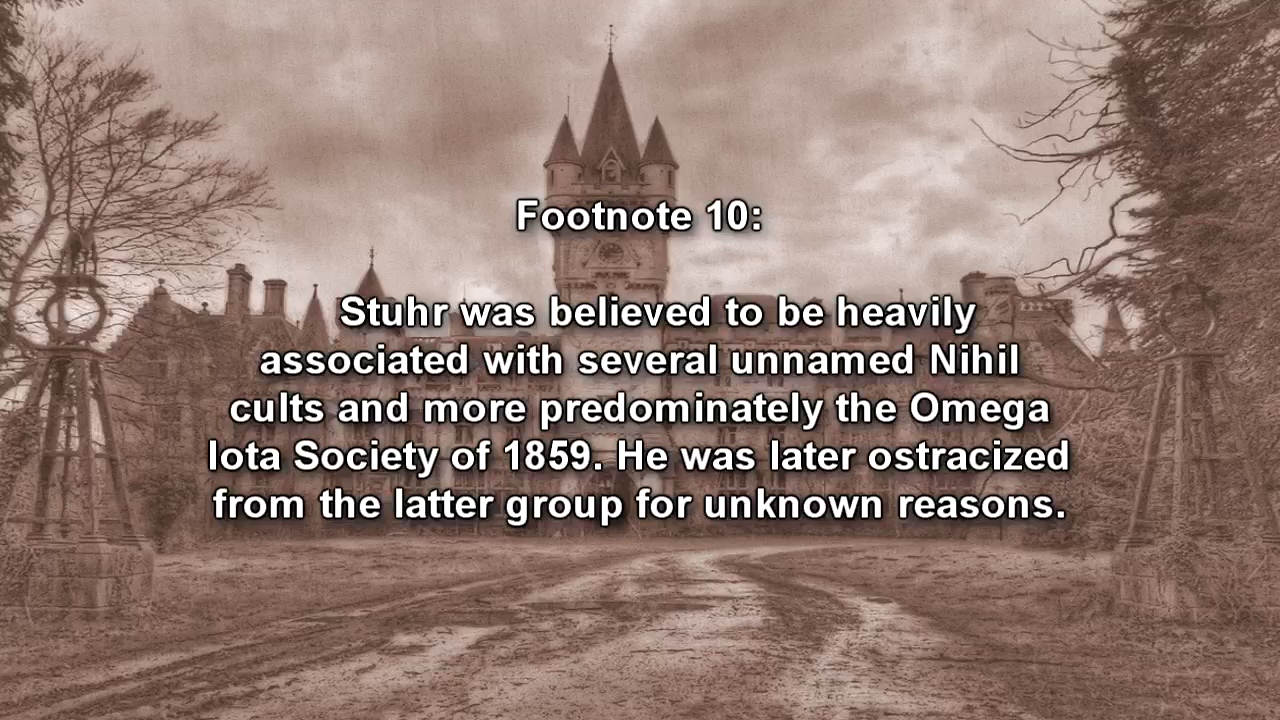 Footnote 10:
Stuhr was believed to be heavily
associated with several unnamed Nihil
cults and more predominately the Omega
Iota Society of 1859. He was later ostracized
from the latter group for unknown reasons.